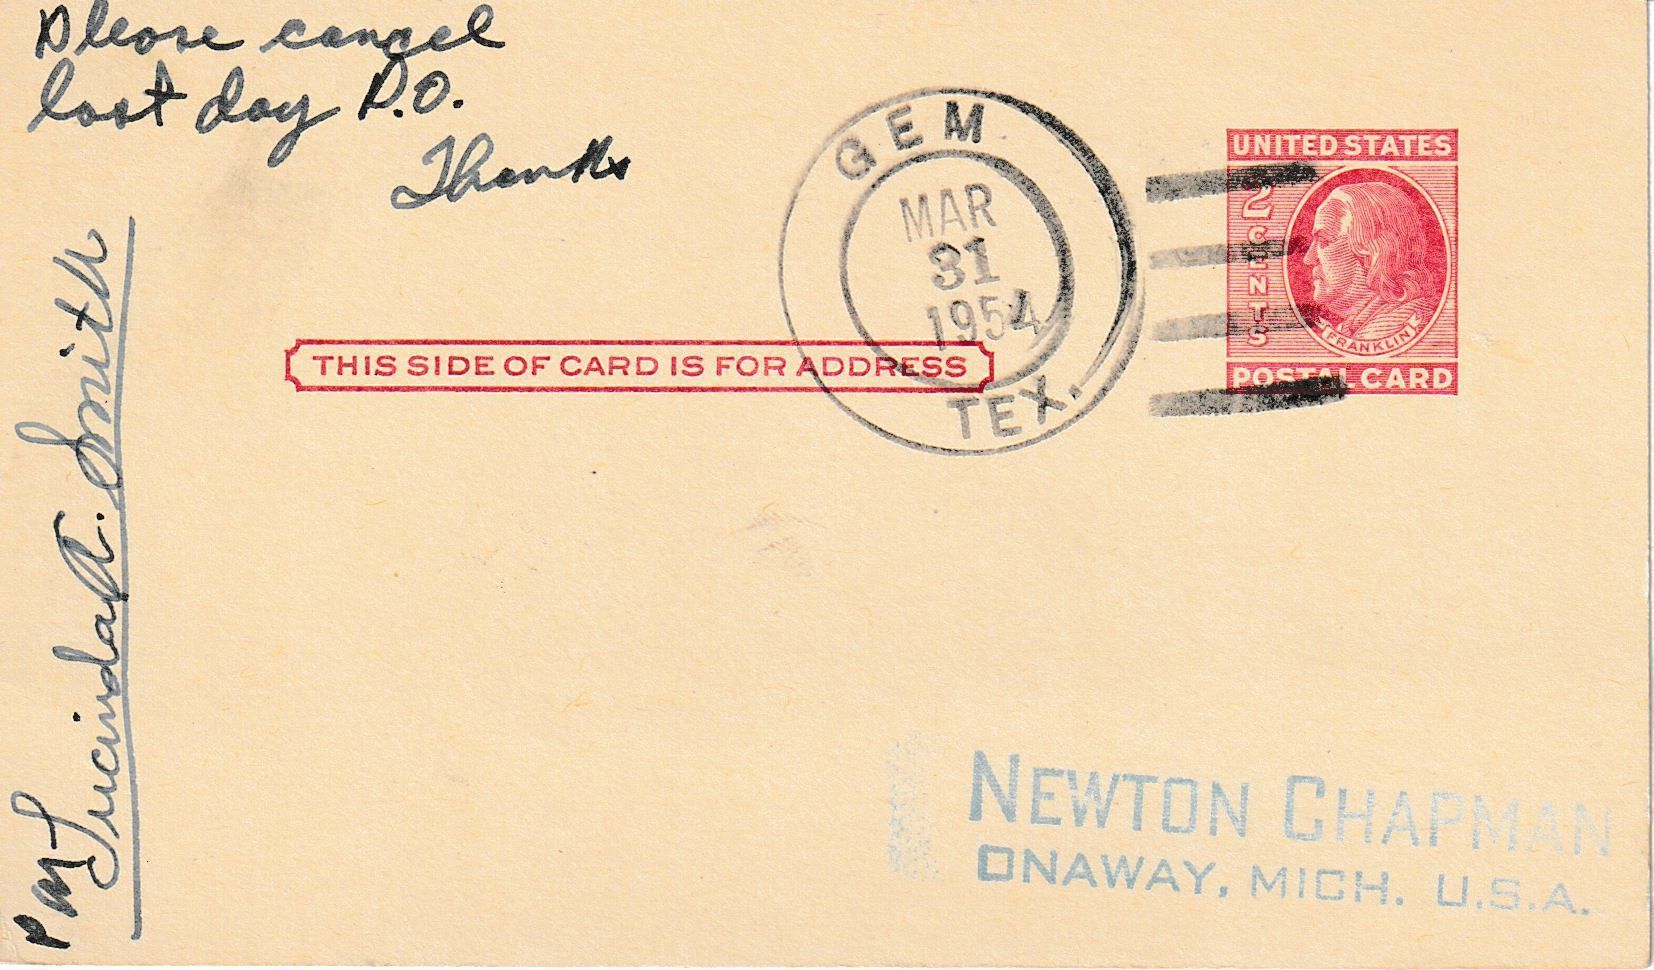 Please cancel
last day P.O.
Thanks
GEM
MAR
31
1954
TEX.
UNITED STATES
2 CENTS
FRANKLIN
POSTAL CARD
THIS SIDE OF CARD IS FOR ADDRESS
PM Lucinda A. Smith
NEWTON CHAPMAN
ONAWAY, MICH. U.S.A.